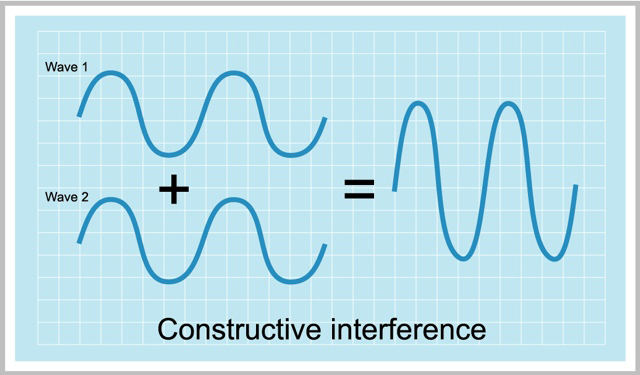 Wave 1
+
Wave 2
=
Constructive interference